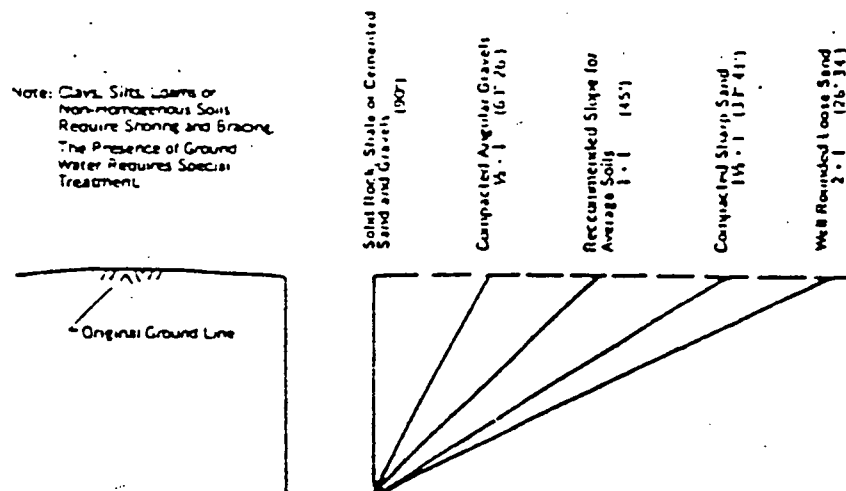 Note: Clays, Silts, Loams or
Non-Homogenous Soils
Require Shoring and Bracing.
The Presence of Ground
Water Requires Special
Treatment.
Original Ground Line
Solid Rock, Shale or Cemented
Sand and Gravels (90°)
Compacted Angular Gravels
½ · 1 (63° 26')
Reccommended Slope for
Average Soils
1 · 1 (45°)
Compacted Sharp Sand
1½ · 1 (33° 41')
Well Rounded Loose Sand
2 · 1 (26° 34')